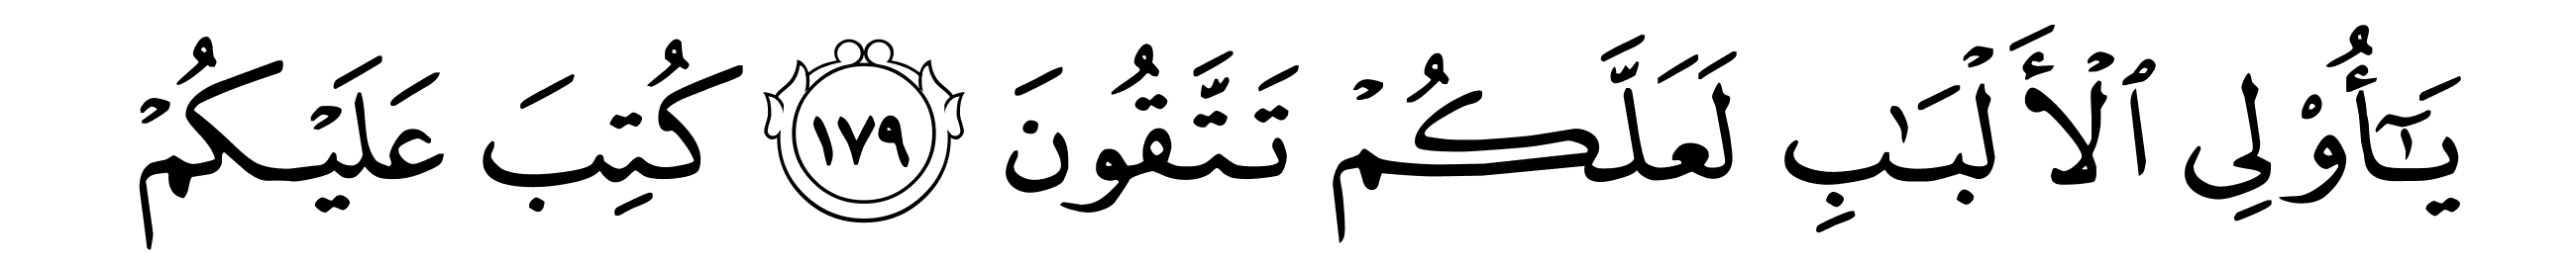 يَـٰٓأُو۟لِى ٱلْأَلْبَـٰبِ لَعَلَّكُمْ تَتَّقُونَ ١٧٩ كُتِبَ عَلَيْكُمْ